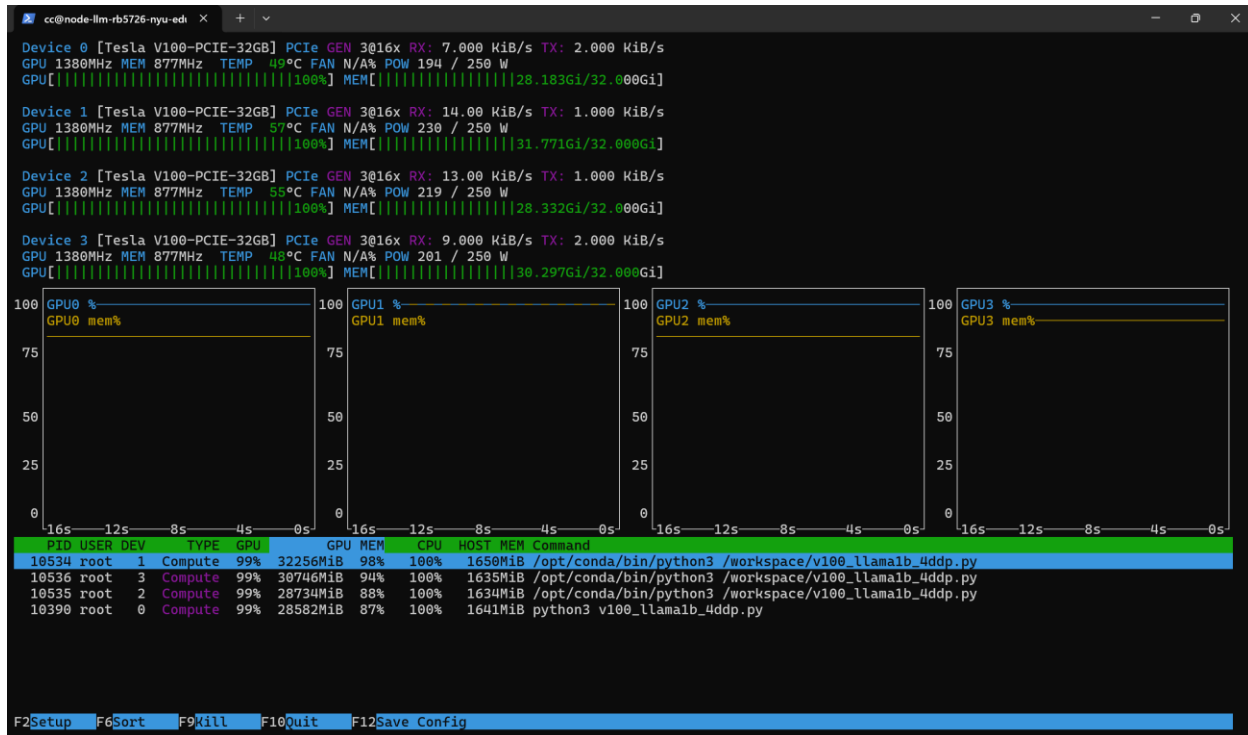 cc@node-llm-rb5726-nyu-edu
Device 0 [Tesla V100-PCIE-32GB] PCIe GEN 3@16x RX: 7.000 KiB/s TX: 2.000 KiB/s
GPU 1380MHz MEM 877MHz TEMP 49°C FAN N/A% POW 194 / 250 W
GPU[||||||||||||||||||||||||||||||100%] MEM[|||||||||||||||||28.183Gi/32.000Gi]
Device 1 [Tesla V100-PCIE-32GB] PCIe GEN 3@16x RX: 14.00 KiB/s TX: 1.000 KiB/s
GPU 1380MHz MEM 877MHz TEMP 57°C FAN N/A% POW 230 / 250 W
GPU[||||||||||||||||||||||||||||||100%] MEM[|||||||||||||||||31.771Gi/32.000Gi]
Device 2 [Tesla V100-PCIE-32GB] PCIe GEN 3@16x RX: 13.00 KiB/s TX: 1.000 KiB/s
GPU 1380MHz MEM 877MHz TEMP 55°C FAN N/A% POW 219 / 250 W
GPU[||||||||||||||||||||||||||||||100%] MEM[|||||||||||||||||28.332Gi/32.000Gi]
Device 3 [Tesla V100-PCIE-32GB] PCIe GEN 3@16x RX: 9.000 KiB/s TX: 2.000 KiB/s
GPU 1380MHz MEM 877MHz TEMP 48°C FAN N/A% POW 201 / 250 W
GPU[||||||||||||||||||||||||||||||100%] MEM[|||||||||||||||||30.297Gi/32.000Gi]
100 GPU0 % 100 GPU1 % 100 GPU2 % 100 GPU3 %
GPU0 mem% GPU1 mem% GPU2 mem% GPU3 mem%
75 75 75 75
50 50 50 50
25 25 25 25
0 0 0 0
16s 12s 8s 4s 0s 16s 12s 8s 4s 0s 16s 12s 8s 4s 0s 16s 12s 8s 4s 0s
PID USER DEV TYPE GPU GPU MEM CPU HOST MEM Command
10534 root 1 Compute 99% 32256MiB 98% 100% 1650MiB /opt/conda/bin/python3 /workspace/v100_llama1b_4ddp.py
10536 root 3 Compute 99% 30746MiB 94% 100% 1635MiB /opt/conda/bin/python3 /workspace/v100_llama1b_4ddp.py
10535 root 2 Compute 99% 28734MiB 88% 100% 1634MiB /opt/conda/bin/python3 /workspace/v100_llama1b_4ddp.py
10390 root 0 Compute 99% 28582MiB 87% 100% 1641MiB python3 v100_llama1b_4ddp.py
F2Setup F6Sort F9Kill F10Quit F12Save Config